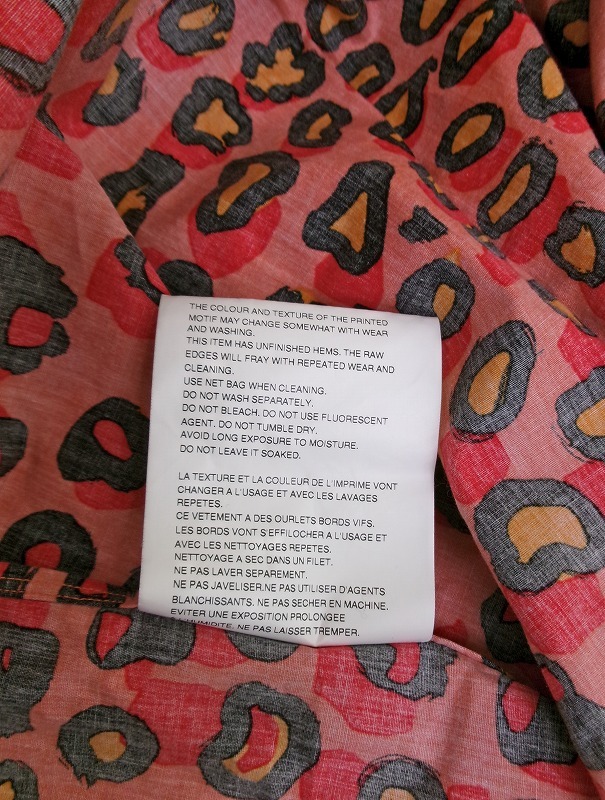 THE COLOUR AND TEXTURE OF THE PRINTED
MOTIF MAY CHANGE SOMEWHAT WITH WEAR
AND WASHING.
THIS ITEM HAS UNFINISHED HEMS. THE RAW
EDGES WILL FRAY WITH REPEATED WEAR AND
CLEANING.
USE NET BAG WHEN CLEANING.
DO NOT WASH SEPARATELY.
DO NOT BLEACH. DO NOT USE FLUORESCENT
AGENT. DO NOT TUMBLE DRY.
AVOID LONG EXPOSURE TO MOISTURE.
DO NOT LEAVE IT SOAKED.
LA TEXTURE ET LA COULEUR DE L'IMPRIME VONT
CHANGER A L'USAGE ET AVEC LES LAVAGES
REPETES.
CE VETEMENT A DES OURLETS BORDS VIFS.
LES BORDS VONT S'EFFILOCHER A L'USAGE ET
AVEC LES NETTOYAGES REPETES.
NETTOYAGE A SEC DANS UN FILET.
NE PAS LAVER SEPAREMENT.
NE PAS JAVELISER.NE PAS UTILISER D'AGENTS
BLANCHISSANTS. NE PAS SECHER EN MACHINE.
EVITER UNE EXPOSITION PROLONGEE
HUMIDITE. NE PAS LAISSER TREMPER.